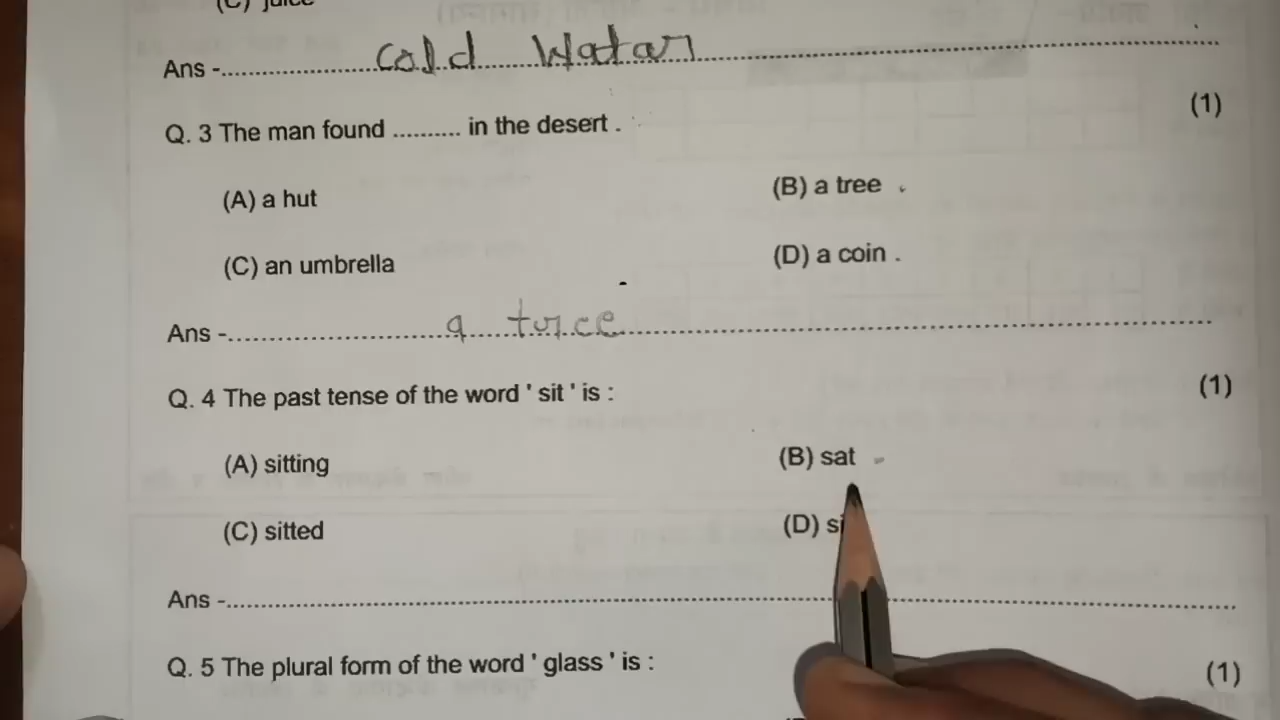 (C) juice
Ans -.....................cold water......................
Q. 3 The man found .......... in the desert .
(1)
(A) a hut
(B) a tree
(C) an umbrella
(D) a coin .
Ans -.....................a tree......................
Q. 4 The past tense of the word ' sit ' is :
(1)
(A) sitting
(B) sat
(C) sitted
(D)
Ans -..........................................
Q. 5 The plural form of the word ' glass ' is :
(1)